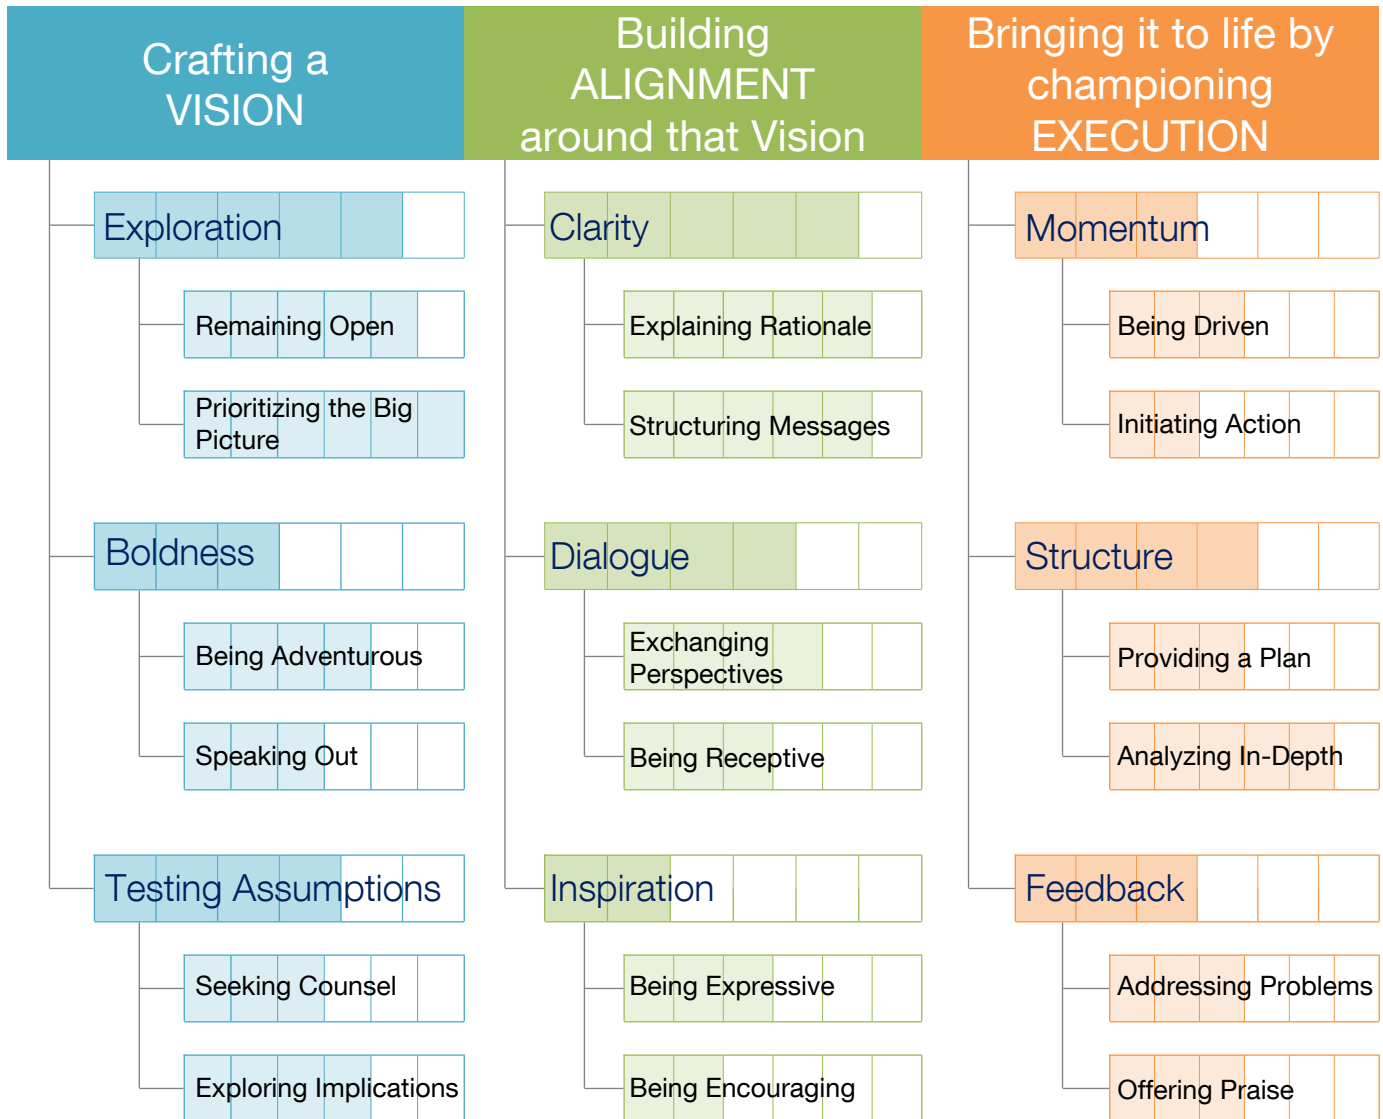 Crafting a
VISION
Building
ALIGNMENT
around that Vision
Bringing it to life by
championing
EXECUTION
Exploration
Remaining Open
Prioritizing the Big
Picture
Boldness
Being Adventurous
Speaking Out
Testing Assumptions
Seeking Counsel
Exploring Implications
Clarity
Explaining Rationale
Structuring Messages
Dialogue
Exchanging
Perspectives
Being Receptive
Inspiration
Being Expressive
Being Encouraging
Momentum
Being Driven
Initiating Action
Structure
Providing a Plan
Analyzing In-Depth
Feedback
Addressing Problems
Offering Praise